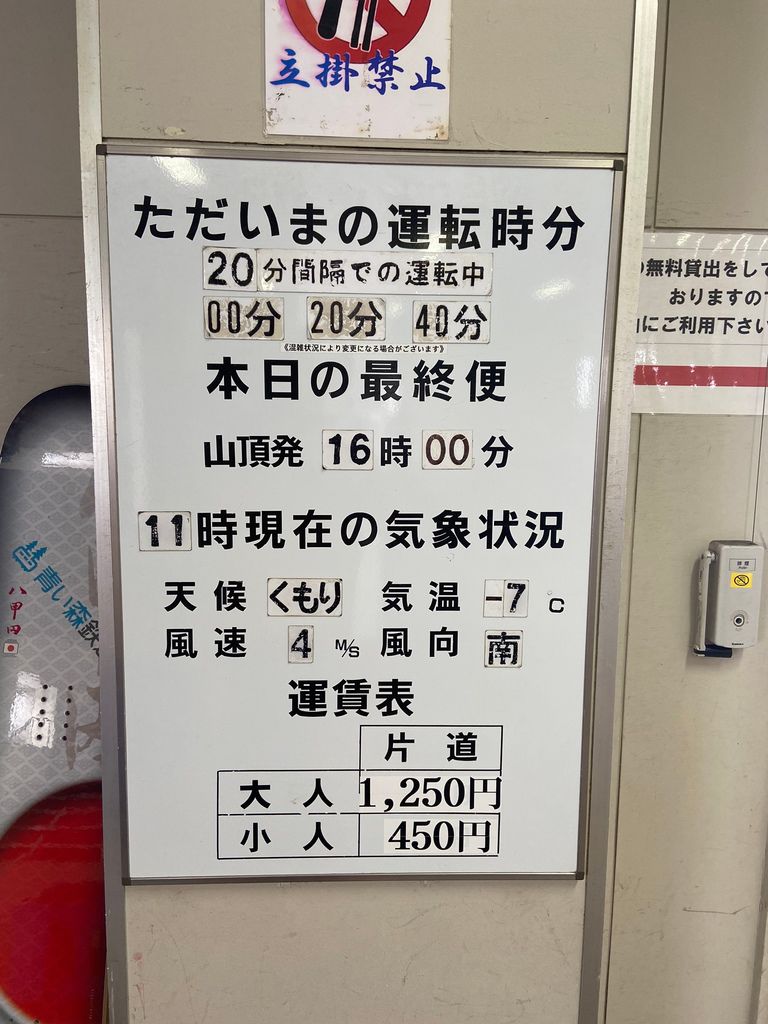 立掛禁止
ただいまの運転時分
20分間隔での運転中
00分 20分 40分
《混雑状況により変更になる場合がございます》
本日の最終便
山頂発 16時00分
11時現在の気象状況
天候 くもり 気温 -7 C
風速 4 M/S 風向 南
運賃表
片道
大人 1,250円
小人 450円
無料貸出をして
おりますので
にご利用下さい
青い森鉄
八甲田